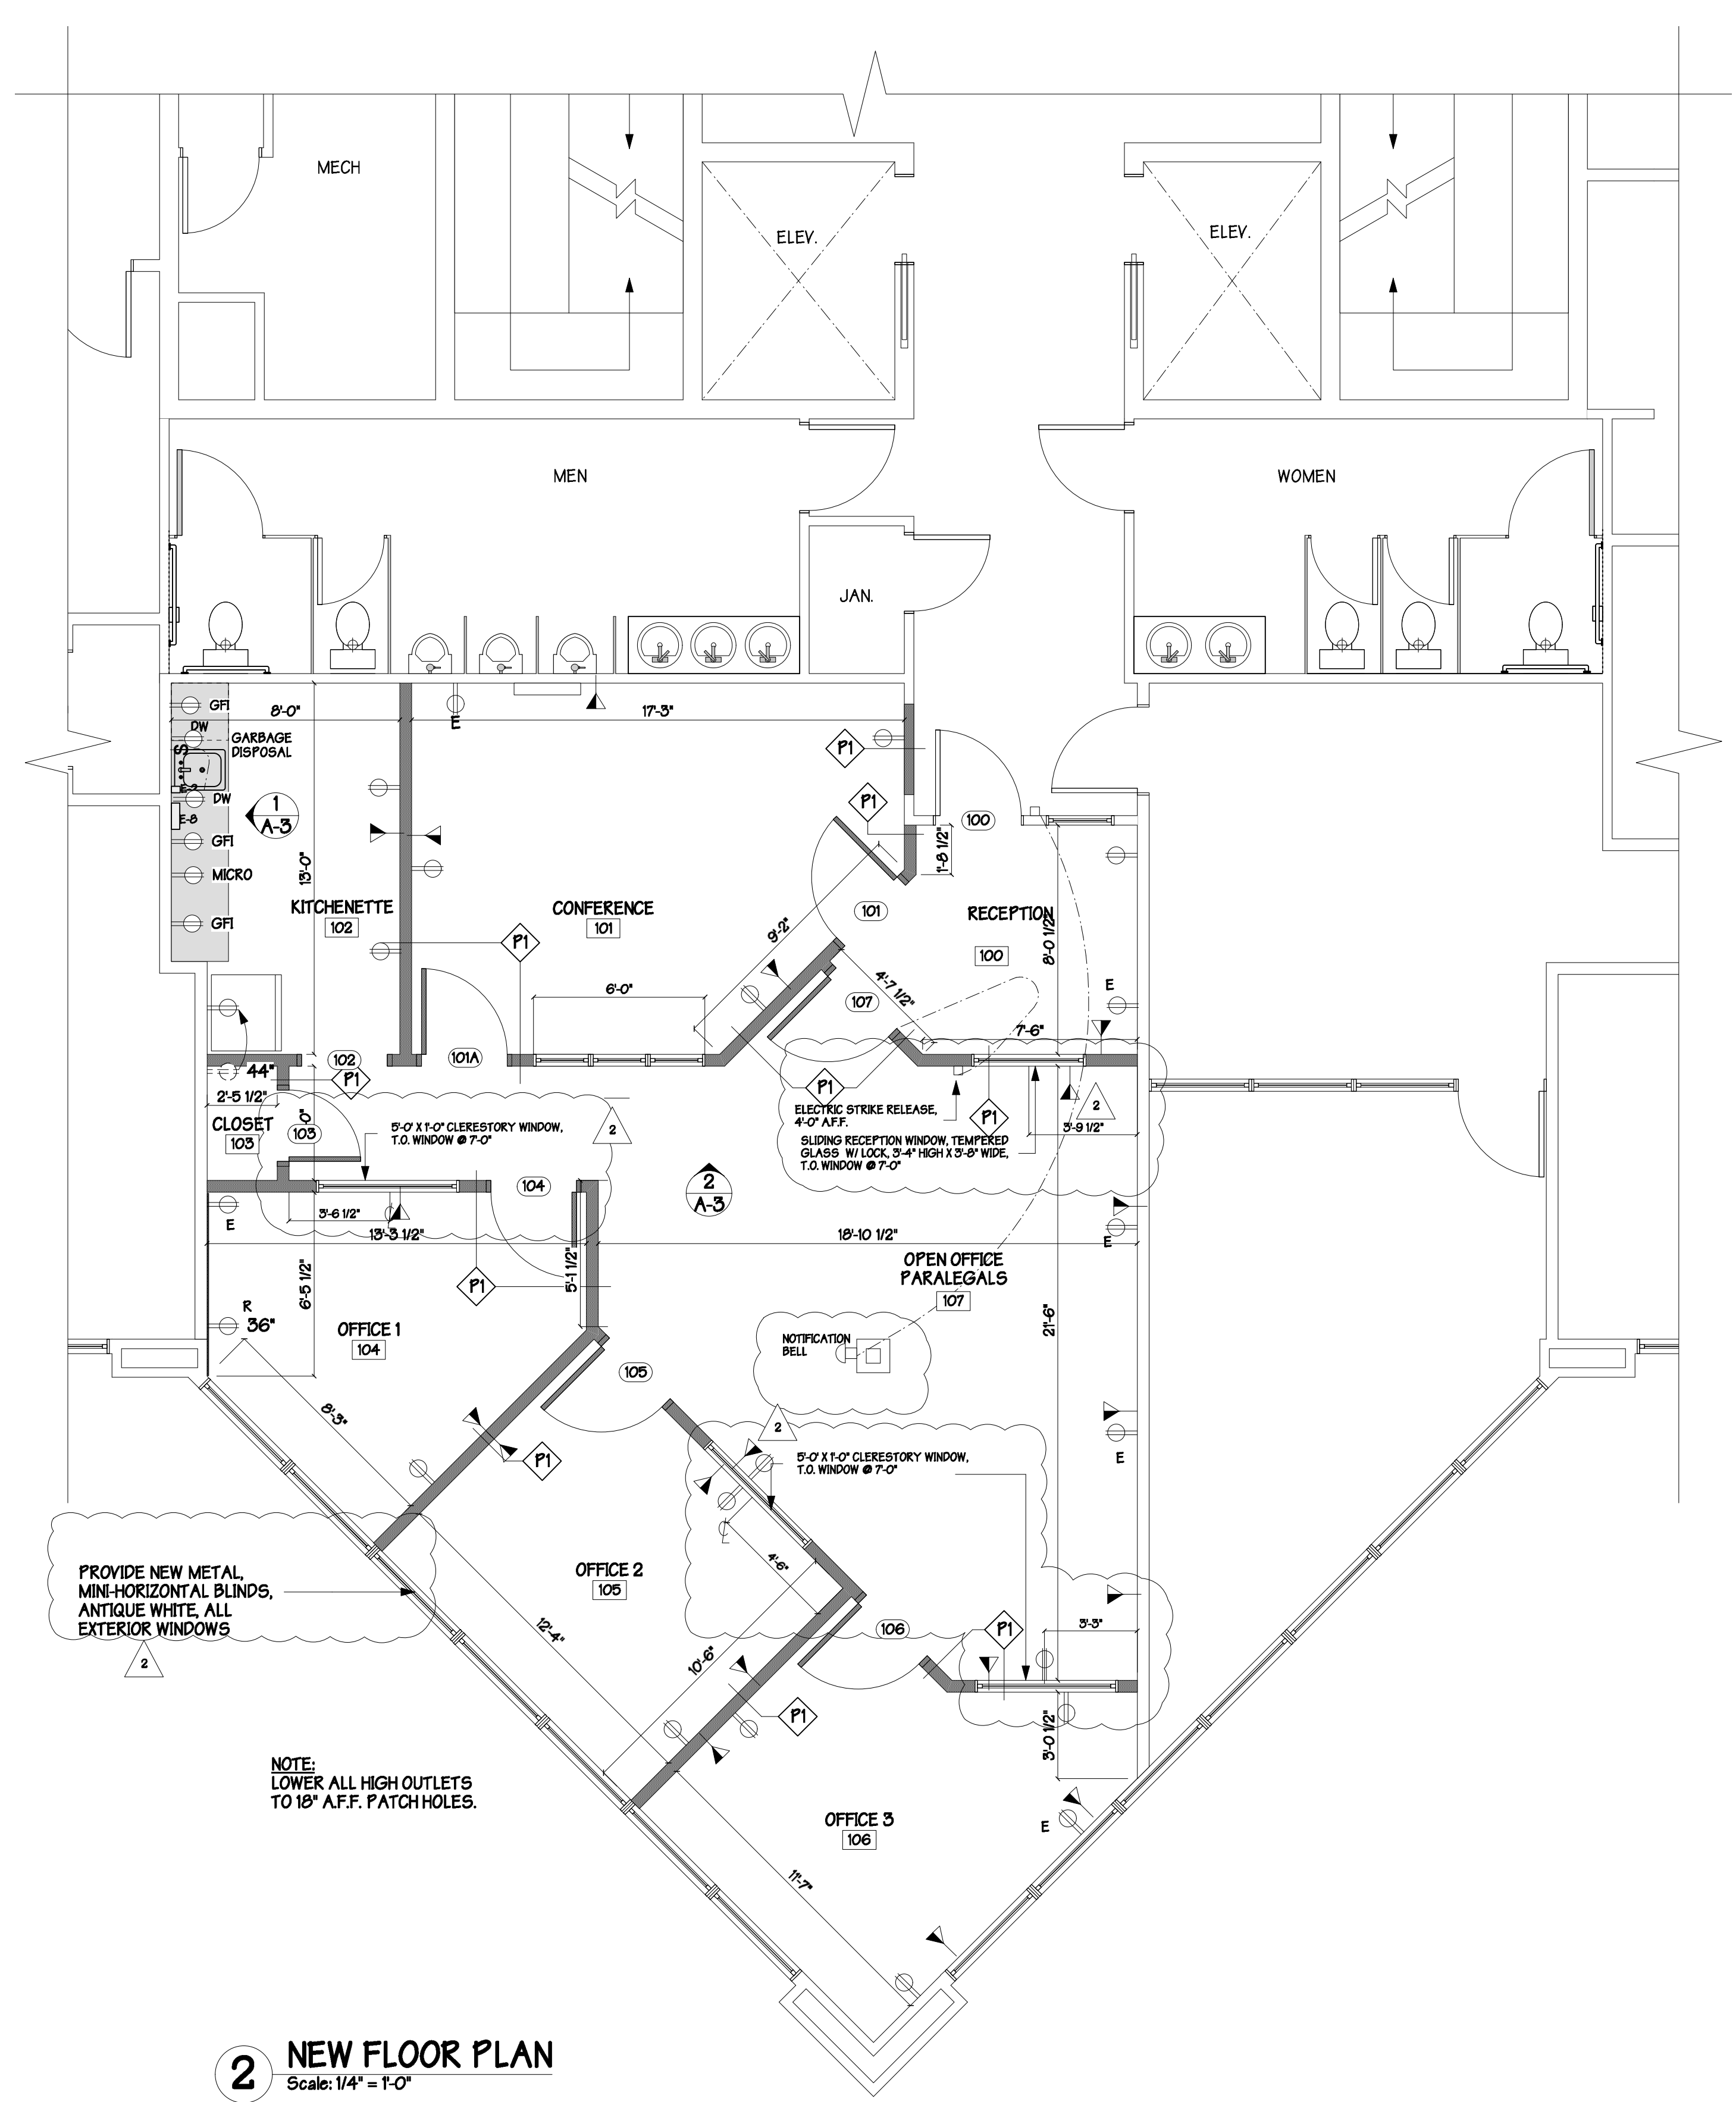 MECH
ELEV.
ELEV.
MEN
WOMEN
JAN.
GFI
DW
GARBAGE
DISPOSAL
S
E-2
DW
E-8
GFI
MICRO
GFI
1
A-3
8'-0"
E
17'-3"
P1
P1
100
1'-8 1/2"
13'-0"
KITCHENETTE
102
CONFERENCE
101
P1
101
RECEPTION
100
8'-0 1/2"
9'-2"
4'-7 1/2"
6'-0"
107
E
7'-6"
102
101A
44"
P1
2'-5 1/2"
CLOSET
103
103
5'-0' X 1'-0" CLERESTORY WINDOW,
T.O. WINDOW @ 7'-0"
2
P1
ELECTRIC STRIKE RELEASE,
4'-0" A.F.F.
P1
2
3'-9 1/2"
SLIDING RECEPTION WINDOW, TEMPERED
GLASS W/ LOCK, 3'-4" HIGH X 3'-8" WIDE,
T.O. WINDOW @ 7'-0"
104
2
A-3
E
3'-6 1/2"
13'-3 1/2"
18'-10 1/2"
E
6'-5 1/2"
P1
5'-1 1/2"
OPEN OFFICE
PARALEGALS
107
R
36"
OFFICE 1
104
21'-6"
NOTIFICATION
BELL
105
8'-3"
2
P1
5'-0' X 1'-0" CLERESTORY WINDOW,
T.O. WINDOW @ 7'-0"
E
4'-6"
OFFICE 2
105
PROVIDE NEW METAL,
MINI-HORIZONTAL BLINDS,
ANTIQUE WHITE, ALL
EXTERIOR WINDOWS
2
12'-4"
10'-6"
106
P1
3'-3"
P1
3'-0 1/2"
NOTE:
LOWER ALL HIGH OUTLETS
TO 18" A.F.F. PATCH HOLES.
OFFICE 3
106
E
11'-7"
2
NEW FLOOR PLAN
Scale: 1/4" = 1'-0"